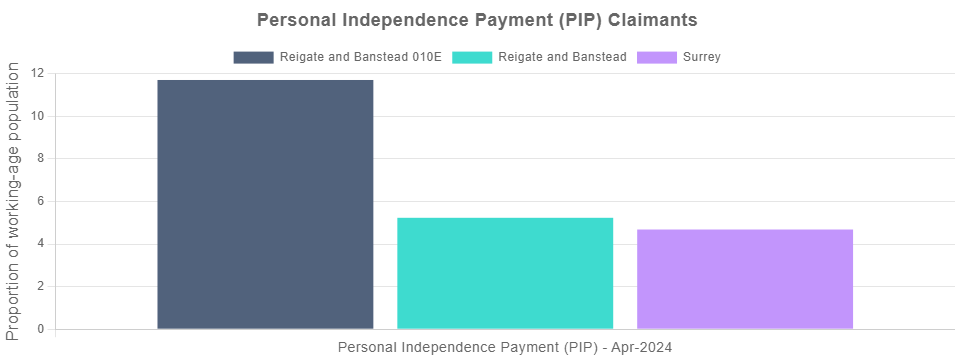 Personal Independence Payment (PIP) Claimants
Reigate and Banstead 010E Reigate and Banstead Surrey
Proportion of working-age population
12
10
8
6
4
2
0
Personal Independence Payment (PIP) - Apr-2024